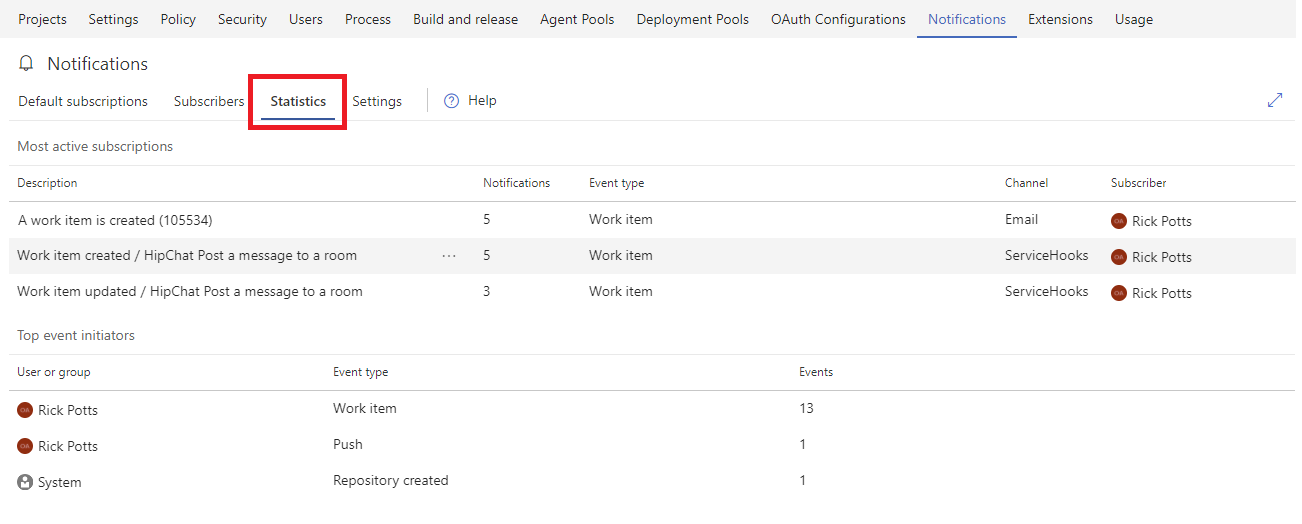 Projects Settings Policy Security Users Process Build and release Agent Pools Deployment Pools OAuth Configurations Notifications Extensions Usage
Notifications
Default subscriptions Subscribers Statistics Settings ? Help
Most active subscriptions
Description Notifications Event type Channel Subscriber
A work item is created (105534) 5 Work item Email OA Rick Potts
Work item created / HipChat Post a message to a room ... 5 Work item ServiceHooks OA Rick Potts
Work item updated / HipChat Post a message to a room 3 Work item ServiceHooks OA Rick Potts
Top event initiators
User or group Event type Events
OA Rick Potts Work item 13
OA Rick Potts Push 1
System Repository created 1